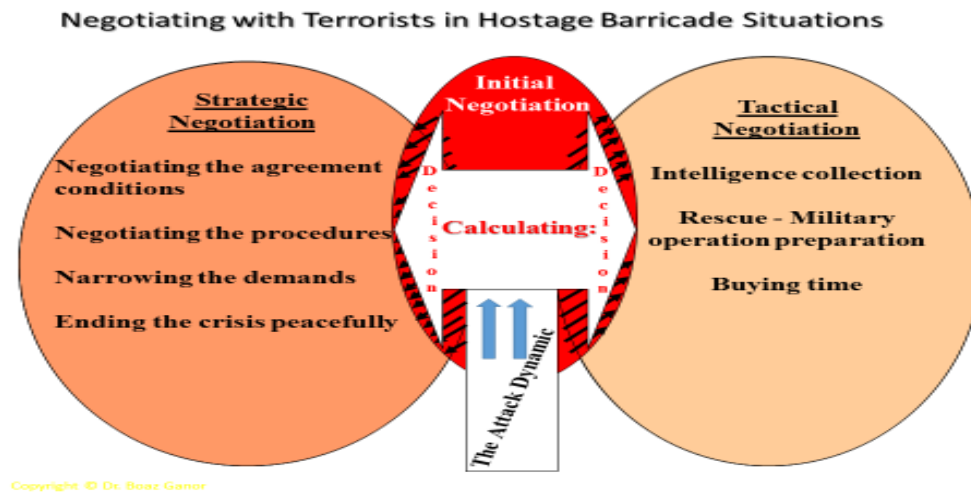 Negotiating with Terrorists in Hostage Barricade Situations
Strategic
Negotiation
Negotiating the agreement
conditions
Negotiating the procedures
Narrowing the demands
Ending the crisis peacefully
Initial
Negotiation
Decision
Calculating:
Decision
The Attack Dynamic
Tactical
Negotiation
Intelligence collection
Rescue - Military
operation preparation
Buying time
Copyright © Dr. Boaz Ganor